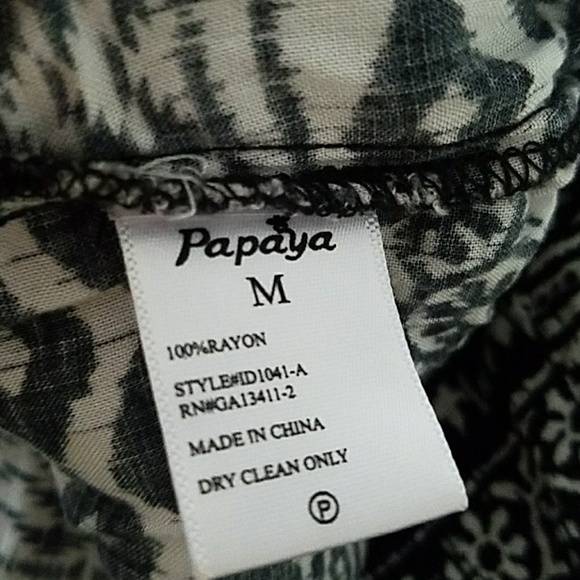 Papaya
M
100%RAYON
STYLE#ID1041-A
RN#GA13411-2
MADE IN CHINA
DRY CLEAN ONLY
P